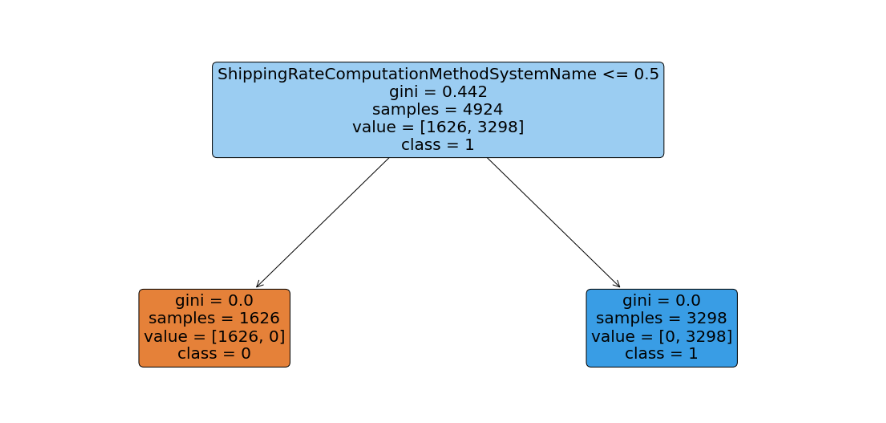 ShippingRateComputationMethodSystemName <= 0.5
gini = 0.442
samples = 4924
value = [1626, 3298]
class = 1
gini = 0.0
samples = 1626
value = [1626, 0]
class = 0
gini = 0.0
samples = 3298
value = [0, 3298]
class = 1